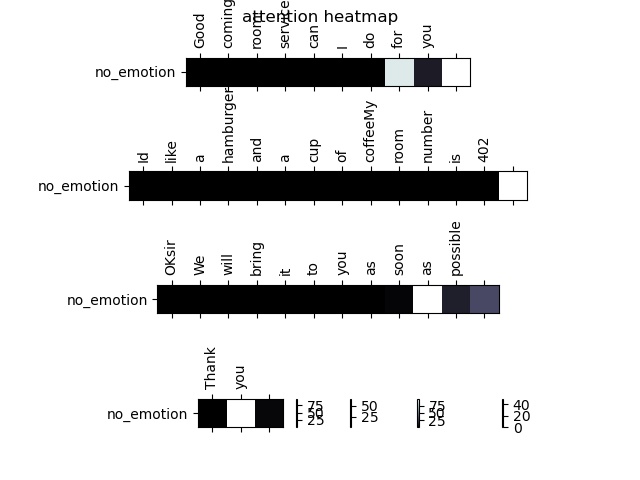 attention heatmap
Good coming room service can I do for you
no_emotion
Id like a hamburger and a cup of coffeeMy room number is 402
no_emotion
OKsir We will bring it to you as soon as possible
no_emotion
Thank you
no_emotion
75 50 25
50 25
75 50 25
40 20 0